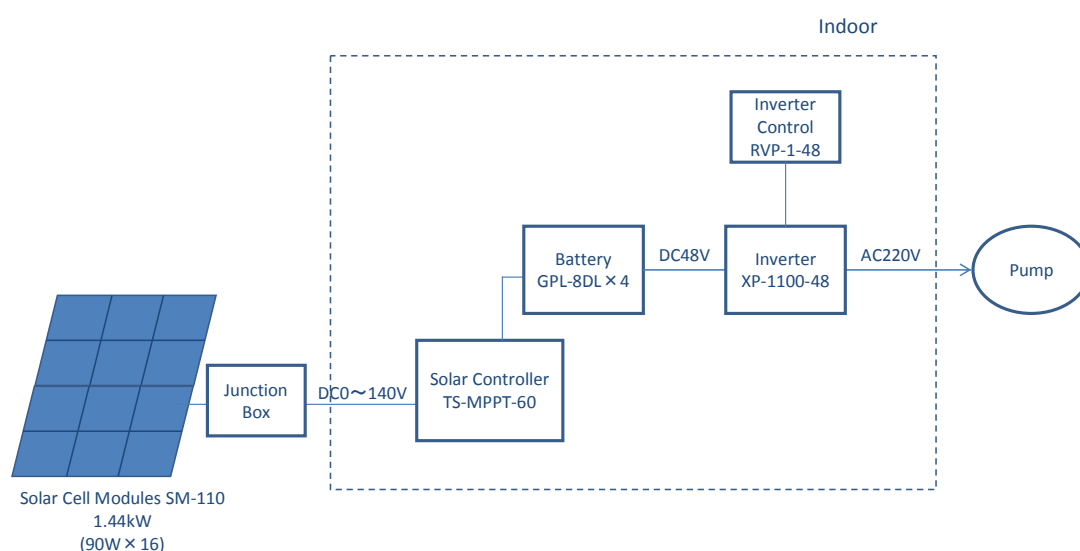 Indoor
Inverter
Control
RVP-1-48
Battery
GPL-8DL×4
DC48V
Inverter
XP-1100-48
AC220V
Pump
Junction
Box
DC0～140V
Solar Controller
TS-MPPT-60
Solar Cell Modules SM-110
1.44kW
(90W×16)